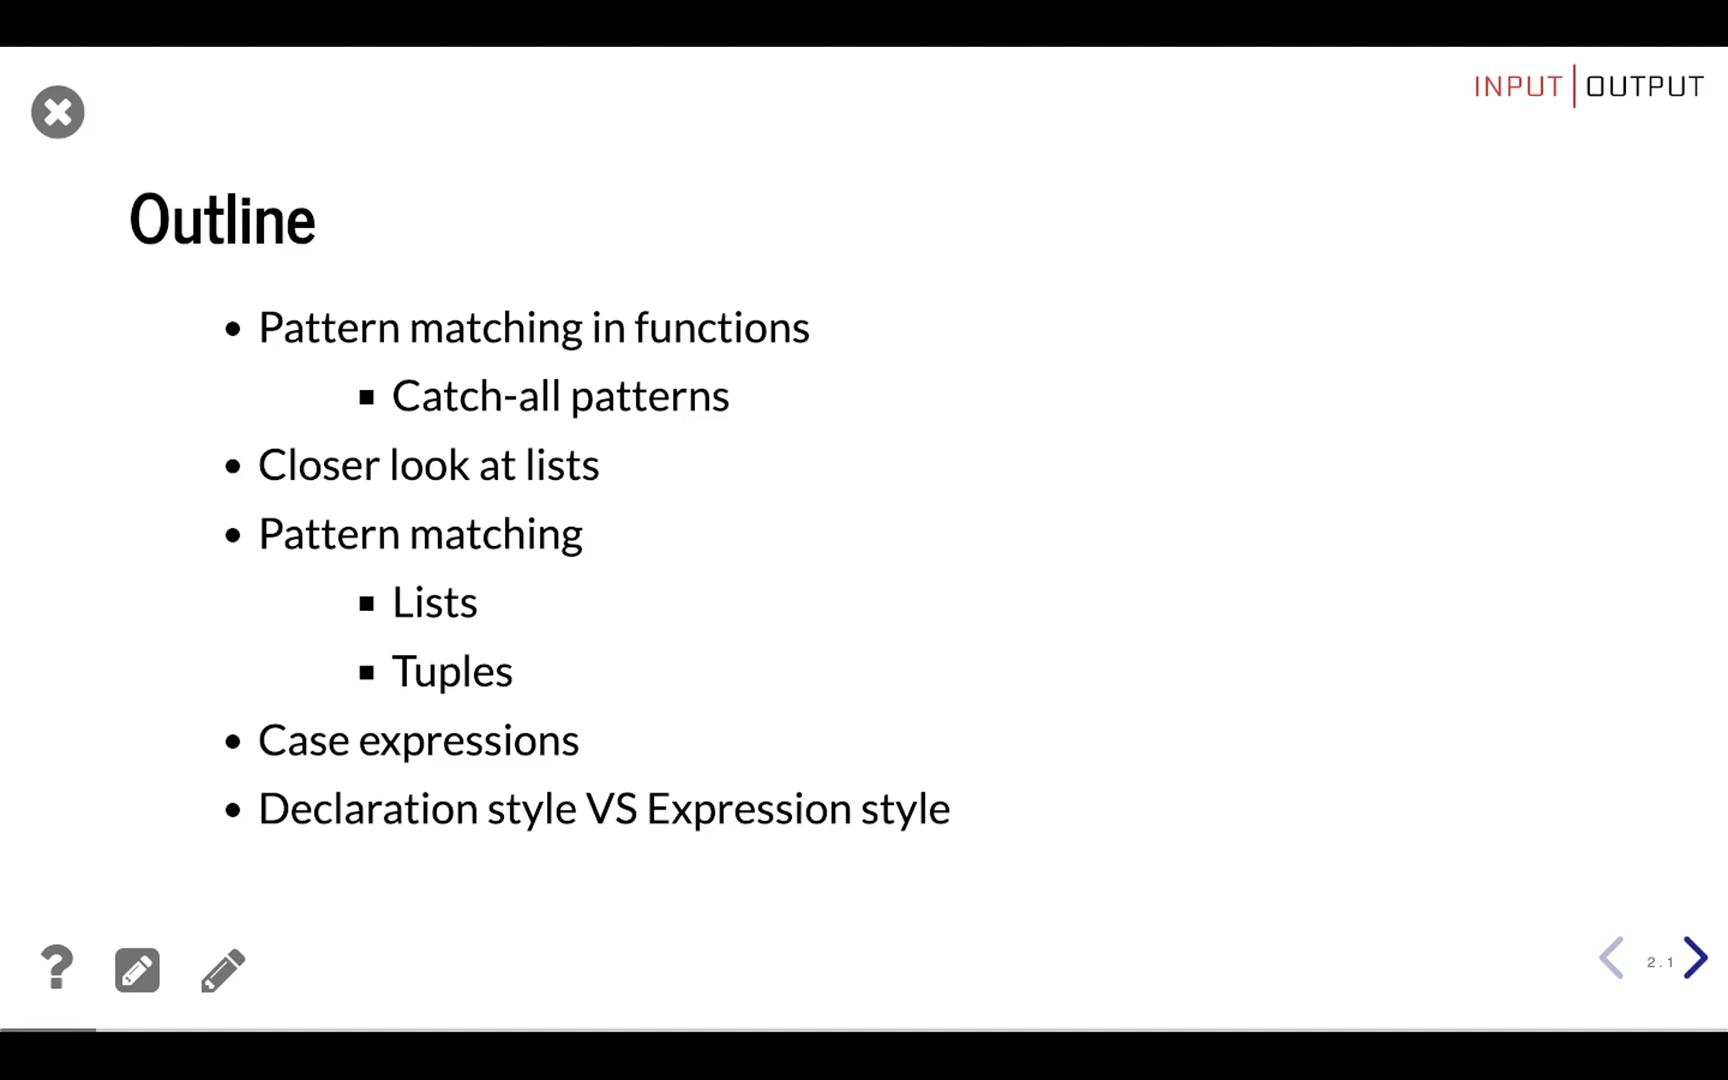 INPUT | OUTPUT
Outline
Pattern matching in functions
Catch-all patterns
Closer look at lists
Pattern matching
Lists
Tuples
Case expressions
Declaration style VS Expression style
2.1